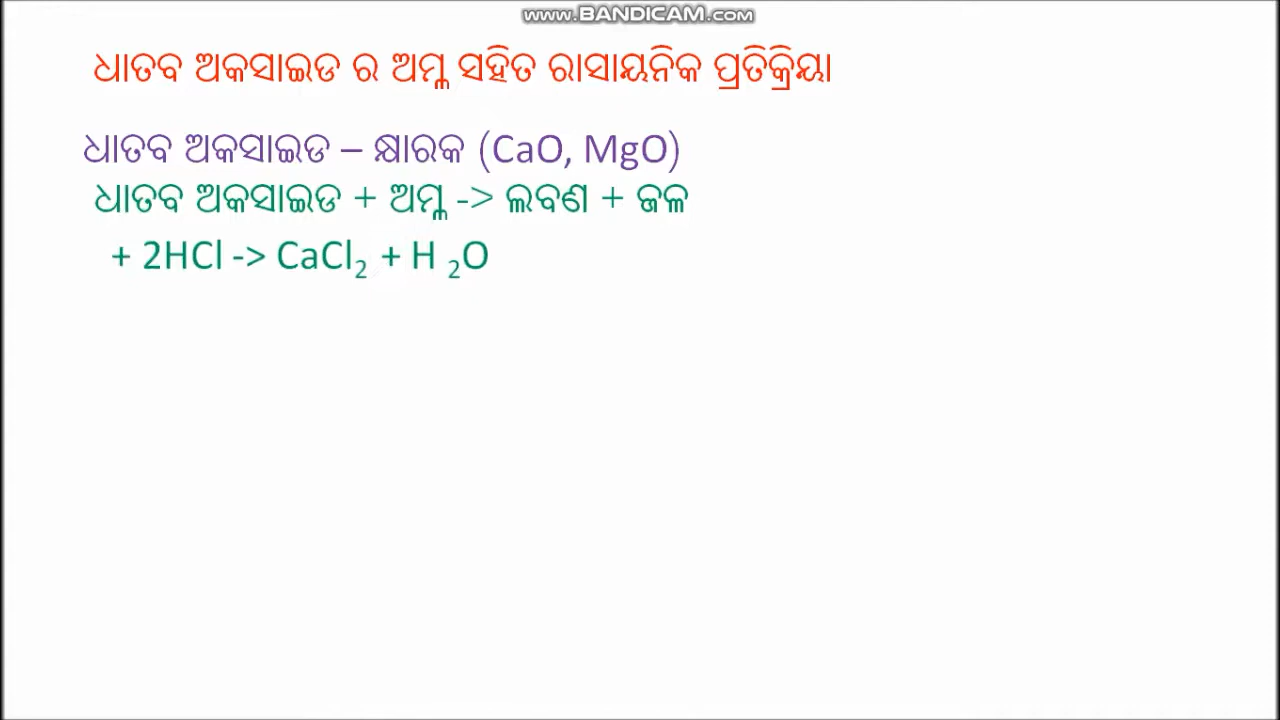 www.BANDICAM.com
ଧାତବ ଅକସାଇଡ ର ଅମ୍ଳ ସହିତ ରାସାୟନିକ ପ୍ରତିକ୍ରିୟା
ଧାତବ ଅକସାଇଡ – କ୍ଷାରକ (CaO, MgO)
ଧାତବ ଅକସାଇଡ + ଅମ୍ଳ -> ଲବଣ + ଜଳ
+ 2HCl -> CaCl₂ + H ₂O